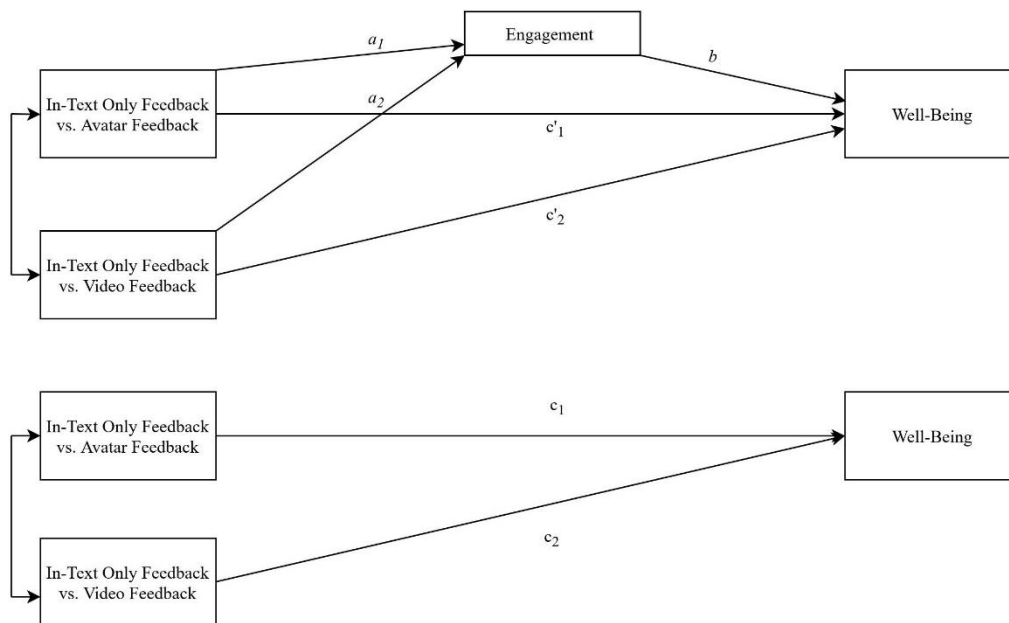 Engagement
a1
b
In-Text Only Feedback
vs. Avatar Feedback
a2
c'1
Well-Being
c'2
In-Text Only Feedback
vs. Video Feedback
In-Text Only Feedback
vs. Avatar Feedback
c1
Well-Being
c2
In-Text Only Feedback
vs. Video Feedback